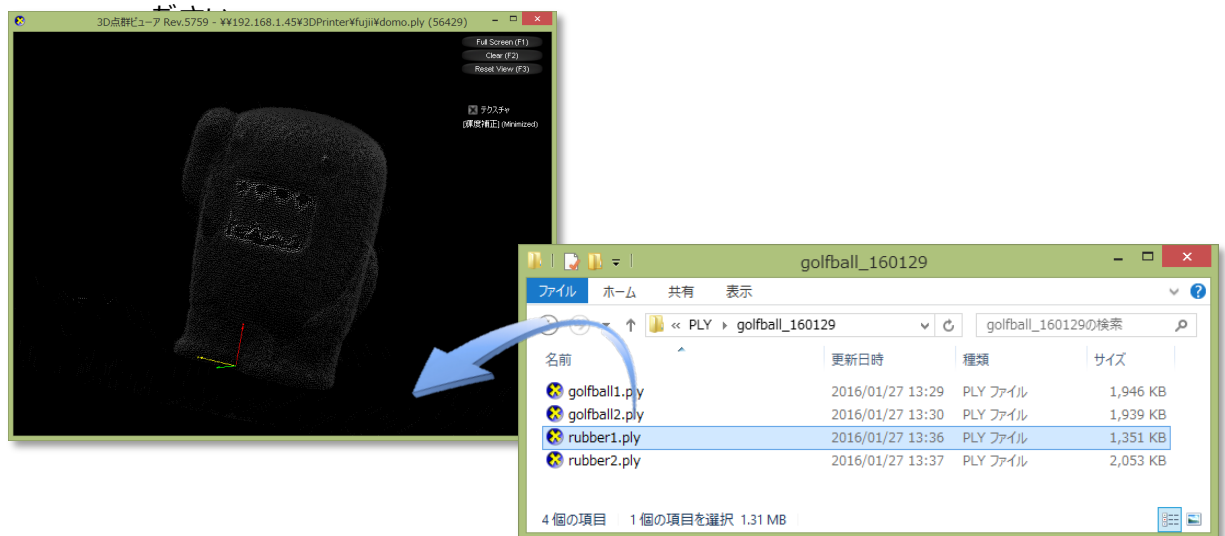 ださい
3D点群ビューア Rev.5759 - ¥¥192.168.1.45¥3DPrinter¥fujii¥domo.ply (56429)
Full Screen (F1)
Clear (F2)
Reset View (F3)
テクスチャ
[輝度補正] (Minimized)
golfball_160129
ファイル ホーム 共有 表示
« PLY golfball_160129 golfball_160129の検索
名前 更新日時 種類 サイズ
golfball1.ply 2016/01/27 13:29 PLY ファイル 1,946 KB
golfball2.ply 2016/01/27 13:30 PLY ファイル 1,939 KB
rubber1.ply 2016/01/27 13:36 PLY ファイル 1,351 KB
rubber2.ply 2016/01/27 13:37 PLY ファイル 2,053 KB
4 個の項目 1 個の項目を選択 1.31 MB